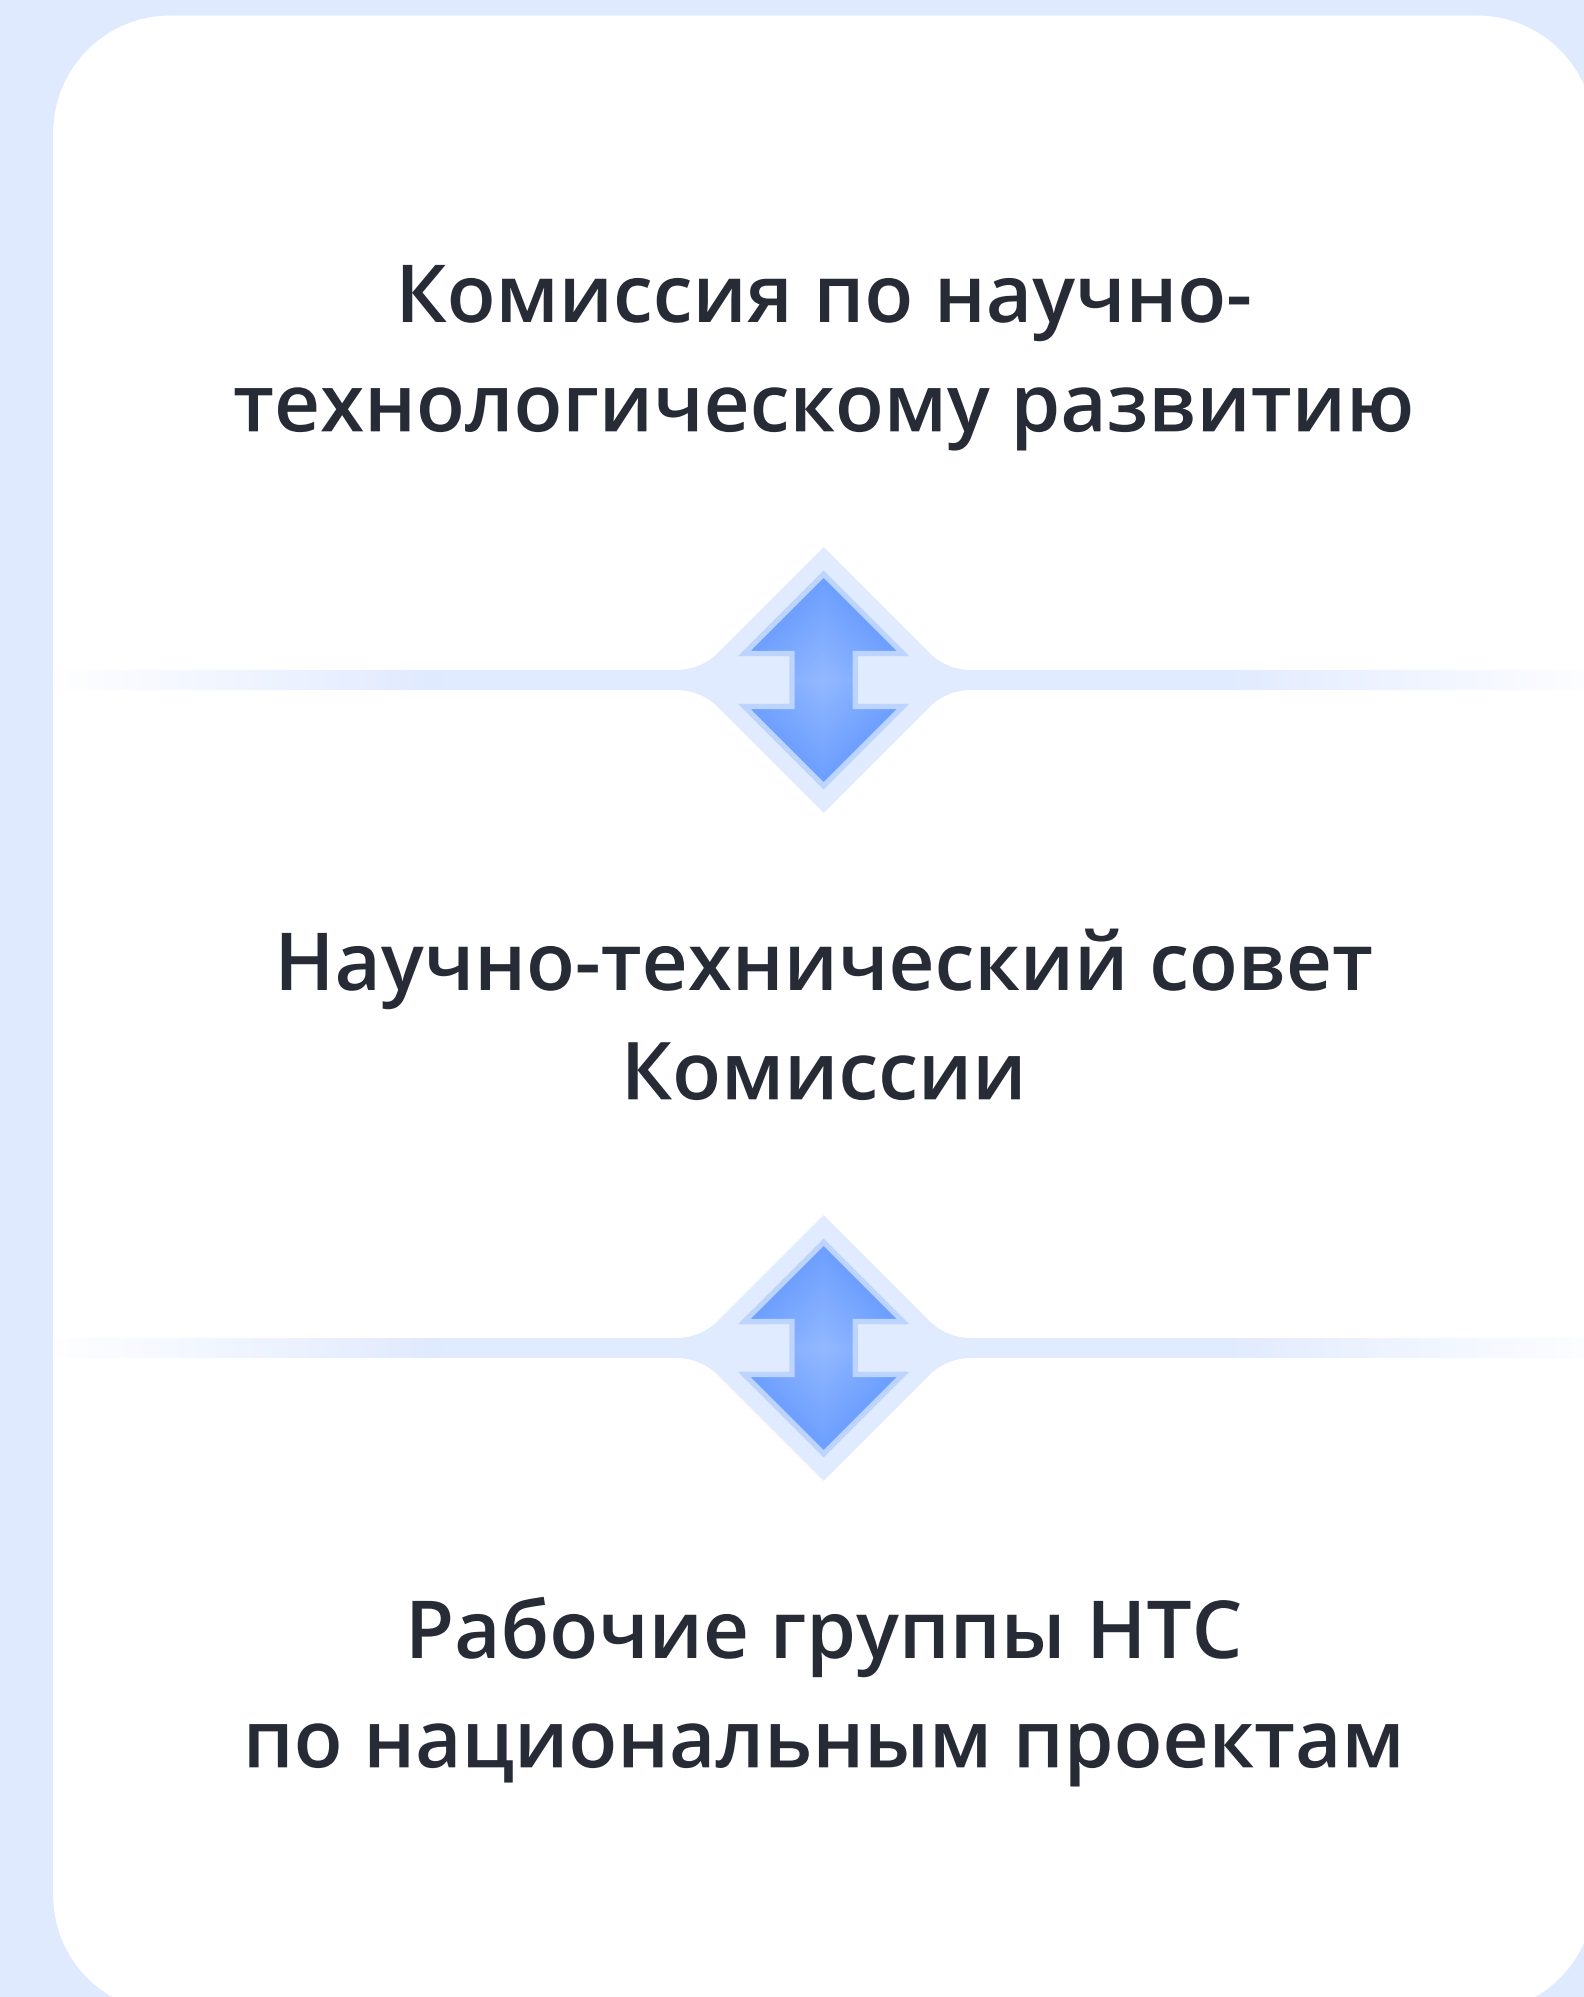 Комиссия по научно-
технологическому развитию
Научно-технический совет
Комиссии
Рабочие группы НТС
по национальным проектам